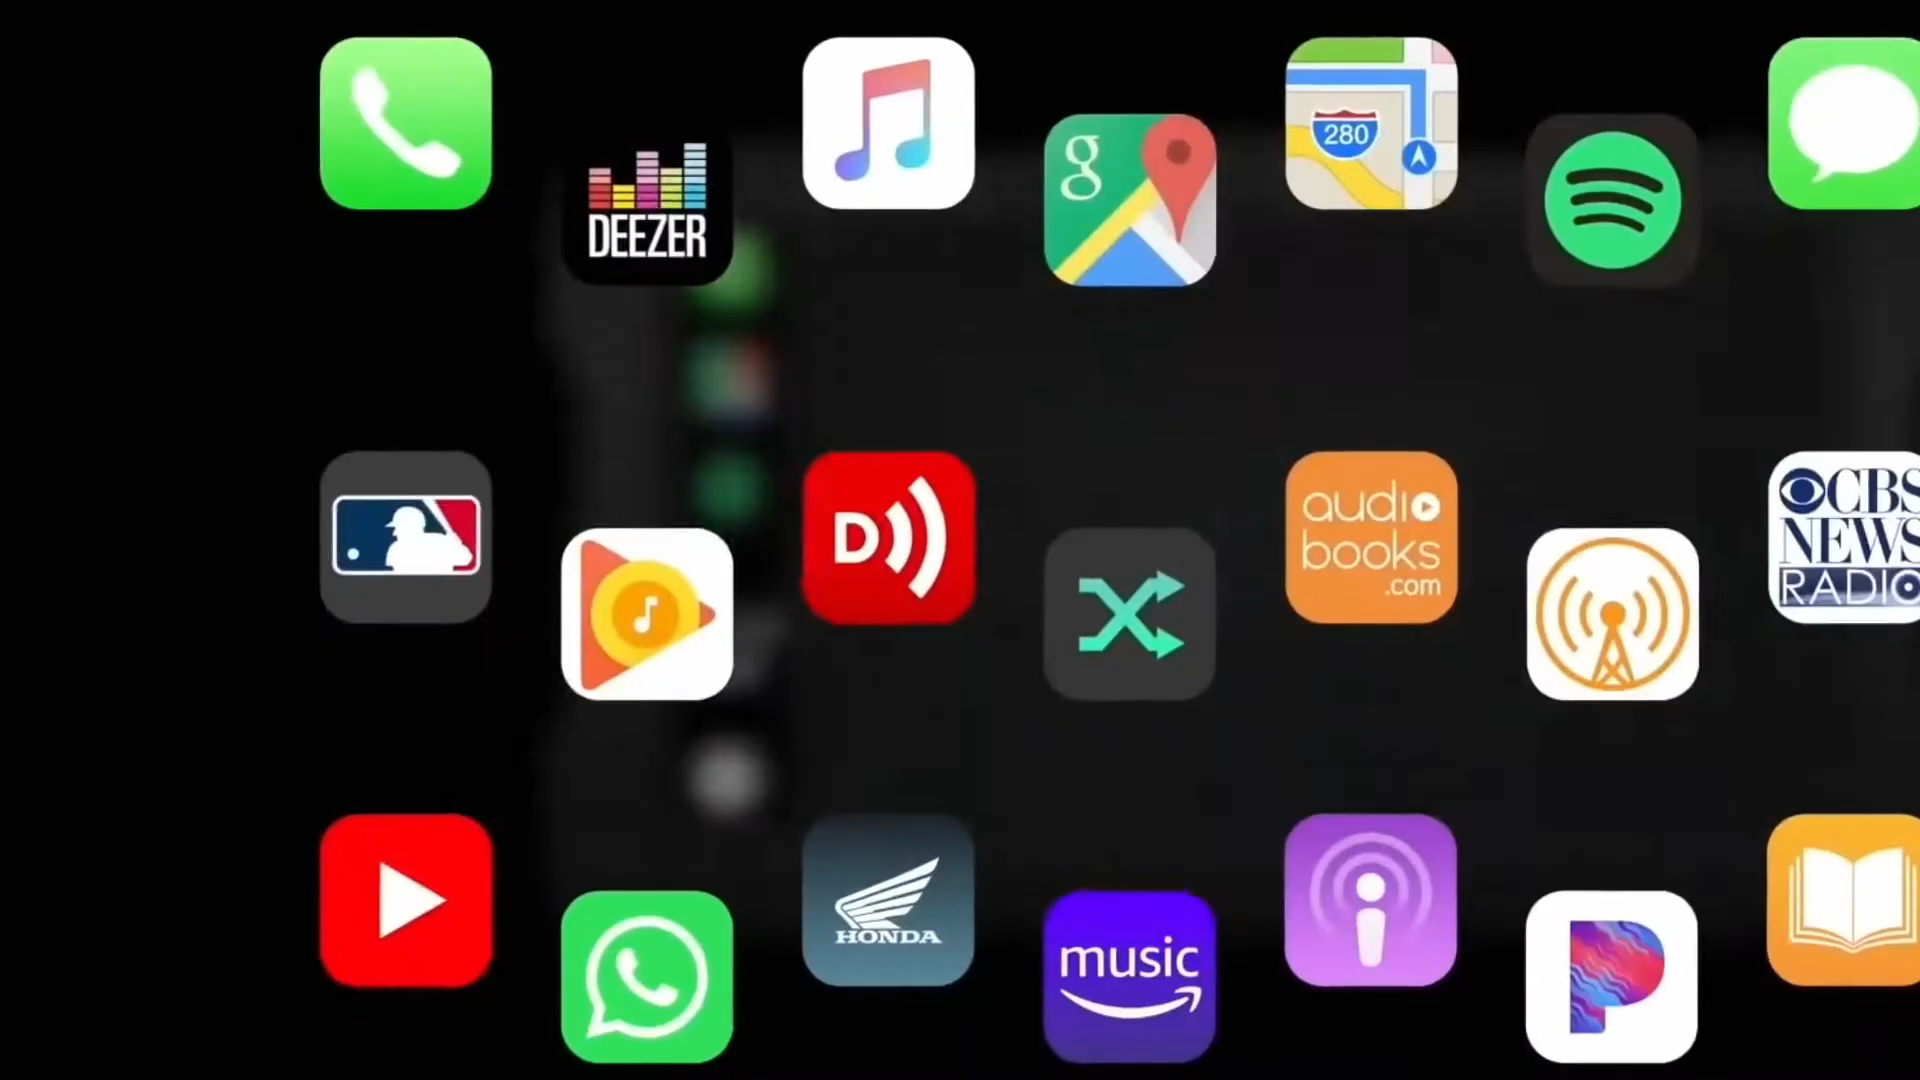 280
g
DEEZER
D
audio
books
.com
CBS
NEWS
RADIO
HONDA
music